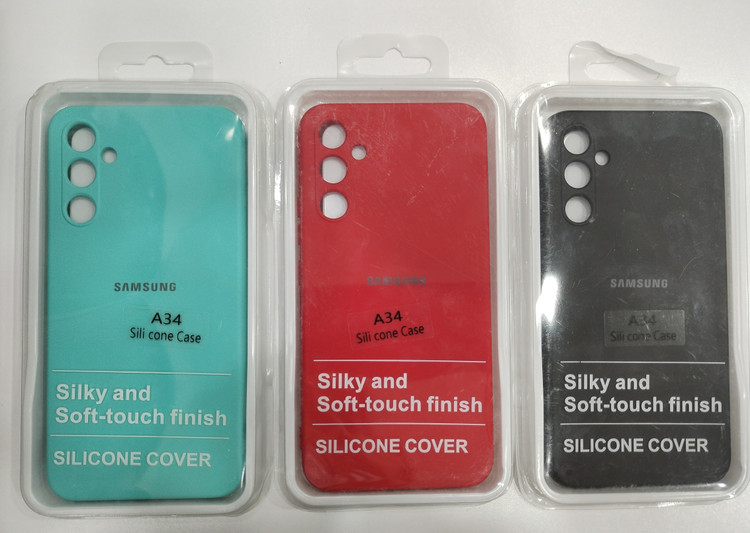 SAMSUNG
A34
Sili cone Case
Silky and
Soft-touch finish
SILICONE COVER
SAMSUNG
A34
Sili cone Case
Silky and
Soft-touch finish
SILICONE COVER
SAMSUNG
A34
Sili cone Case
Silky and
Soft-touch finish
SILICONE COVER